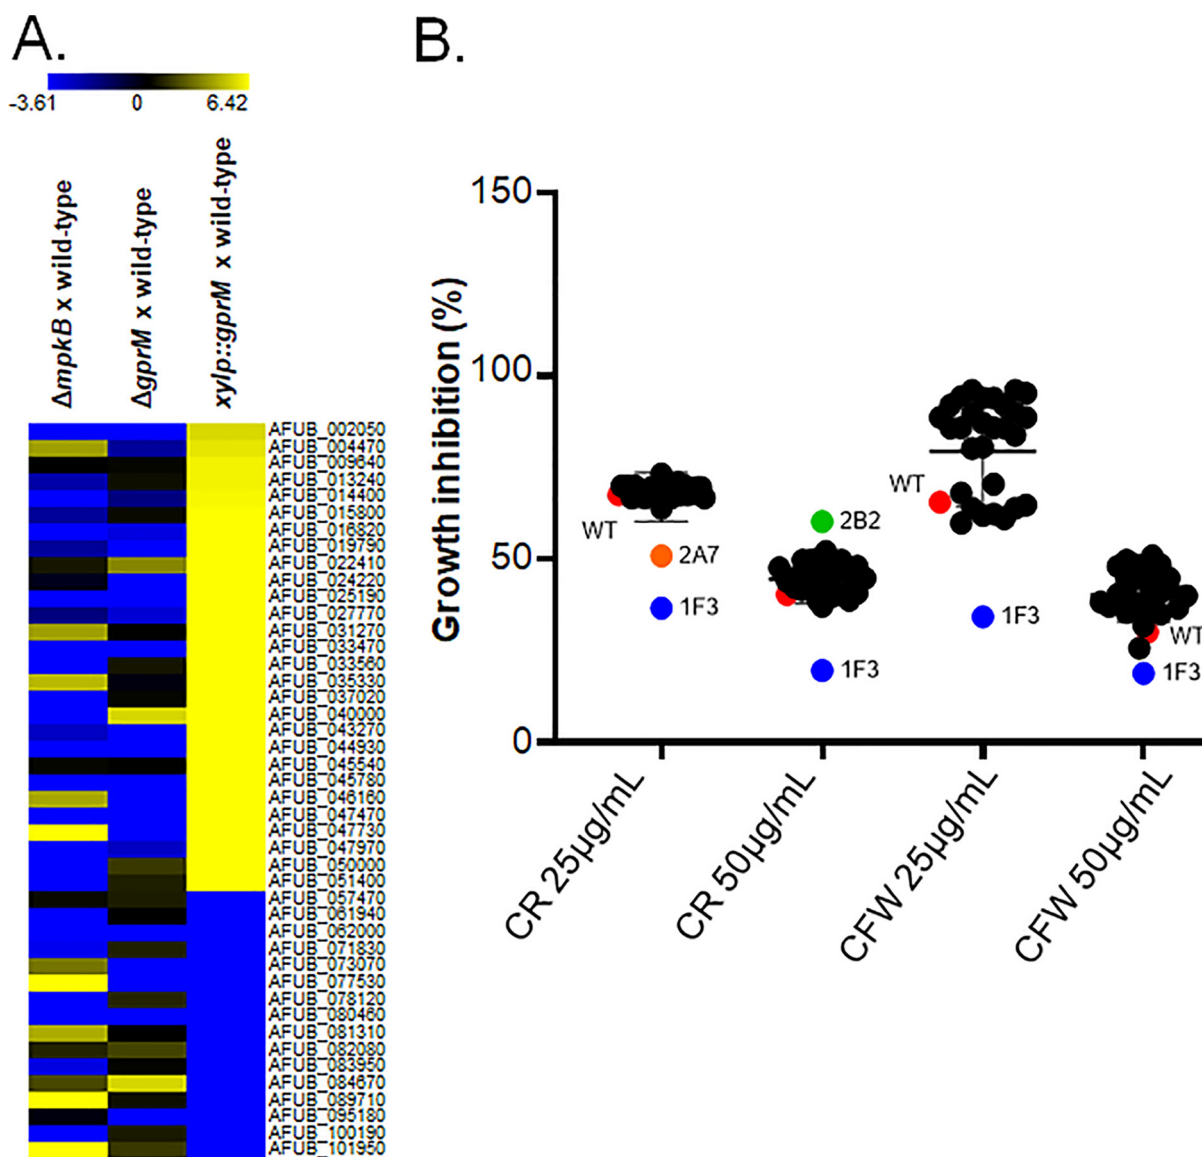 A.
-3.61 0 6.42
ΔmpkB x wild-type
ΔgprM x wild-type
xylp::gprM x wild-type
AFUB_002050
AFUB_004470
AFUB_009640
AFUB_013240
AFUB_014400
AFUB_015800
AFUB_016820
AFUB_019790
AFUB_022410
AFUB_024220
AFUB_025190
AFUB_027770
AFUB_031270
AFUB_033470
AFUB_033560
AFUB_035330
AFUB_037020
AFUB_040000
AFUB_043270
AFUB_044930
AFUB_045540
AFUB_045780
AFUB_046160
AFUB_047470
AFUB_047730
AFUB_047970
AFUB_050000
AFUB_051400
AFUB_057470
AFUB_061940
AFUB_062000
AFUB_071830
AFUB_073070
AFUB_077530
AFUB_078120
AFUB_080460
AFUB_081310
AFUB_082080
AFUB_083950
AFUB_084670
AFUB_089710
AFUB_095180
AFUB_100190
AFUB_101950
B.
Growth inhibition (%)
150
100
50
0
WT
2A7
1F3
2B2
1F3
WT
1F3
WT
1F3
CR 25μg/mL
CR 50μg/mL
CFW 25μg/mL
CFW 50μg/mL